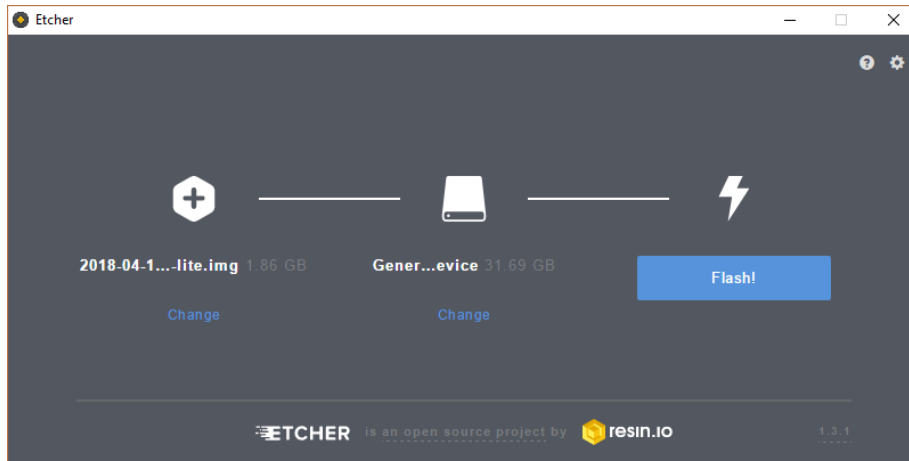 Etcher
2018-04-1...-lite.img 1.86 GB
Gener...evice 31.69 GB
Flash!
Change
Change
ETCHER is an open source project by resin.io
1.3.1